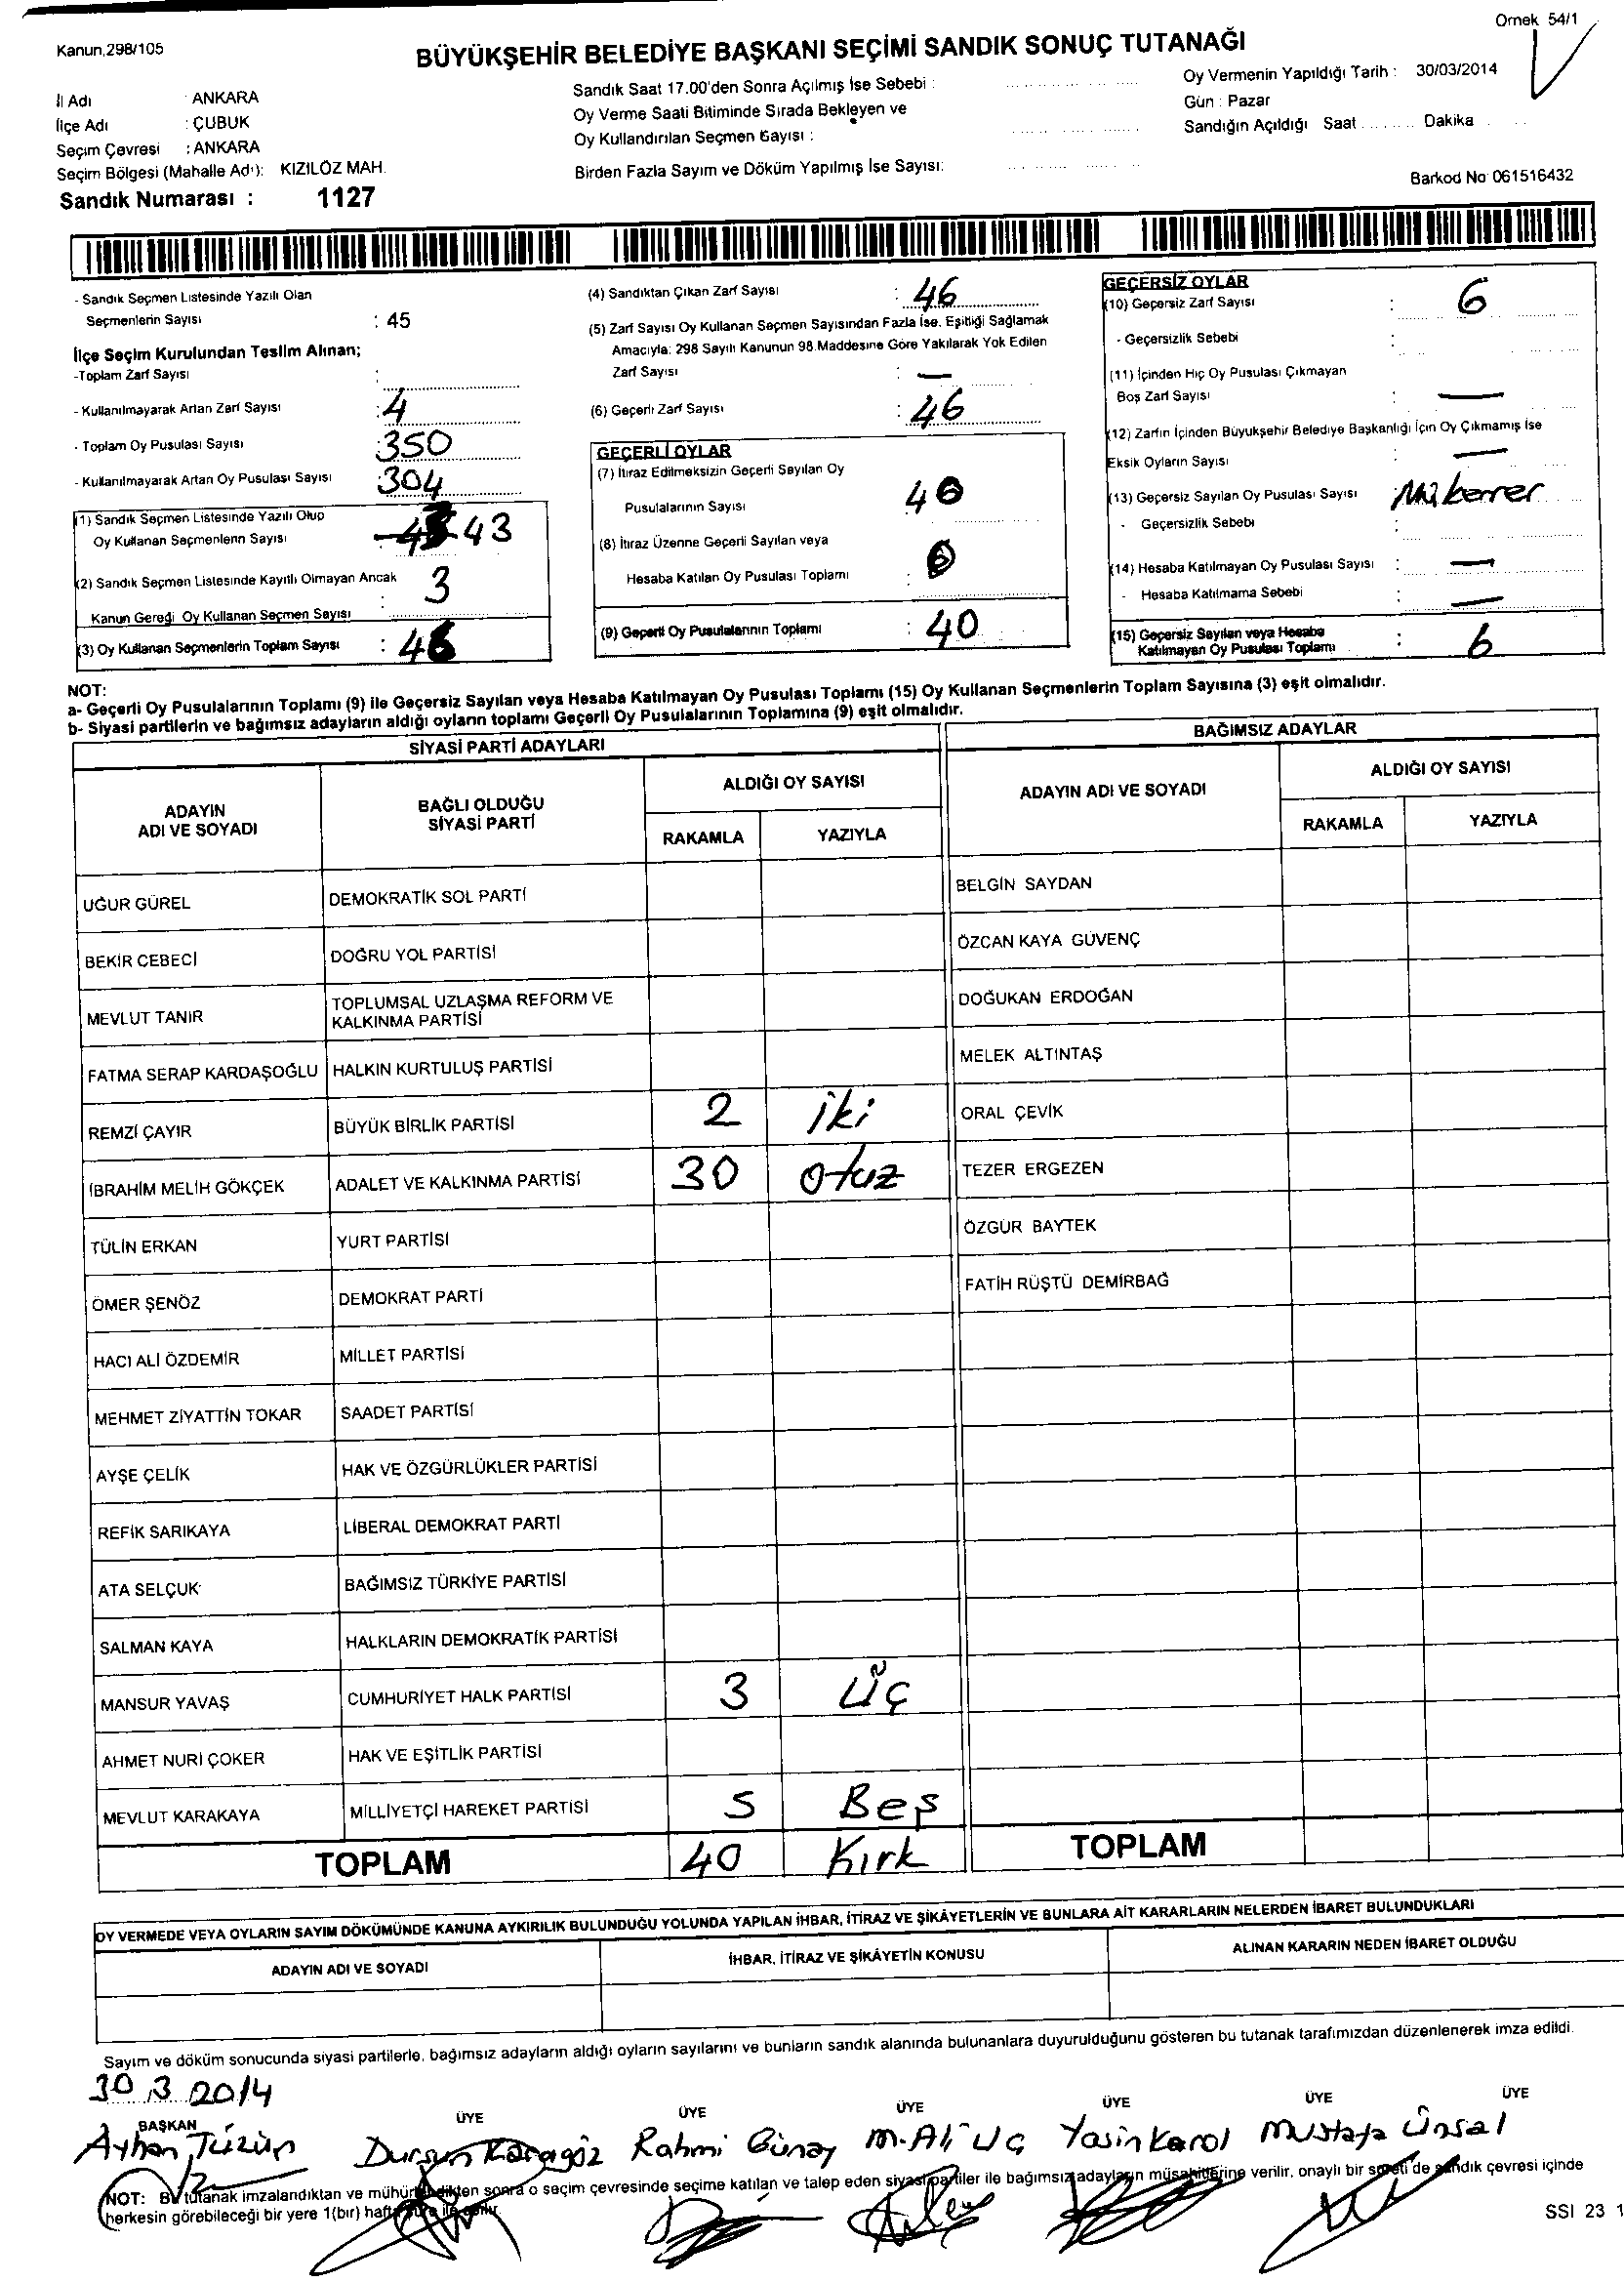 Örnek 54/1
Kanun,298/105
BÜYÜKŞEHİR BELEDİYE BAŞKANI SEÇİMİ SANDIK SONUÇ TUTANAĞI
İl Adı : ANKARA
İlçe Adı : ÇUBUK
Seçim Çevresi : ANKARA
Seçim Bölgesi (Mahalle Adı): KIZILÖZ MAH.
Sandık Numarası : 1127
Sandık Saat 17.00'den Sonra Açılmış İse Sebebi :
Oy Verme Saati Bitiminde Sırada Bekleyen ve
Oy Kullandırılan Seçmen Sayısı :
Birden Fazla Sayım ve Döküm Yapılmış İse Sayısı:
Oy Vermenin Yapıldığı Tarih : 30/03/2014
Gün : Pazar
Sandığın Açıldığı Saat ........ Dakika
Barkod No 061516432
- Sandık Seçmen Listesinde Yazılı Olan
Seçmenlerin Sayısı : 45
İlçe Seçim Kurulundan Teslim Alınan;
-Toplam Zarf Sayısı :
- Kullanılmayarak Artan Zarf Sayısı : 4
- Toplam Oy Pusulası Sayısı : 350
- Kullanılmayarak Artan Oy Pusulası Sayısı 304
(1) Sandık Seçmen Listesinde Yazılı Olup
Oy Kullanan Seçmenlerin Sayısı : 43
(2) Sandık Seçmen Listesinde Kayıtlı Olmayan Ancak
Kanun Gereği Oy Kullanan Seçmen Sayısı : 3
(3) Oy Kullanan Seçmenlerin Toplam Sayısı : 46
(4) Sandıktan Çıkan Zarf Sayısı : 46
(5) Zarf Sayısı Oy Kullanan Seçmen Sayısından Fazla İse, Eşitliği Sağlamak
Amacıyla: 298 Sayılı Kanunun 98.Maddesine Göre Yakılarak Yok Edilen
Zarf Sayısı : —
(6) Geçerli Zarf Sayısı : 46
GEÇERLİ OYLAR
(7) İtiraz Edilmeksizin Geçerli Sayılan Oy
Pusulalarının Sayısı 40
(8) İtiraz Üzerine Geçerli Sayılan veya
Hesaba Katılan Oy Pusulası Toplamı :
(9) Geçerli Oy Pusulalarının Toplamı : 40
GEÇERSİZ OYLAR
(10) Geçersiz Zarf Sayısı : 6
- Geçersizlik Sebebi :
(11) İçinden Hiç Oy Pusulası Çıkmayan
Boş Zarf Sayısı : —
(12) Zarfın İçinden Büyükşehir Belediye Başkanlığı İçin Oy Çıkmamış İse
Eksik Oyların Sayısı : —
(13) Geçersiz Sayılan Oy Pusulası Sayısı : Mükerrer
- Geçersizlik Sebebi :
(14) Hesaba Katılmayan Oy Pusulası Sayısı : —
- Hesaba Katılmama Sebebi : —
(15) Geçersiz Sayılan veya Hesaba
Katılmayan Oy Pusulası Toplamı : 6
NOT:
a- Geçerli Oy Pusulalarının Toplamı (9) ile Geçersiz Sayılan veya Hesaba Katılmayan Oy Pusulası Toplamı (15) Oy Kullanan Seçmenlerin Toplam Sayısına (3) eşit olmalıdır.
b- Siyasi partilerin ve bağımsız adayların aldığı oyların toplamı Geçerli Oy Pusulalarının Toplamına (9) eşit olmalıdır.
SİYASİ PARTİ ADAYLARI
ADAYIN ADI VE SOYADI
BAĞLI OLDUĞU SİYASİ PARTİ
ALDIĞI OY SAYISI
RAKAMLA YAZIYLA
UĞUR GÜREL DEMOKRATİK SOL PARTİ
BEKİR CEBECİ DOĞRU YOL PARTİSİ
MEVLUT TANIR TOPLUMSAL UZLAŞMA REFORM VE
KALKINMA PARTİSİ
FATMA SERAP KARDAŞOĞLU HALKIN KURTULUŞ PARTİSİ
REMZİ ÇAYIR BÜYÜK BİRLİK PARTİSİ 2 iki
İBRAHİM MELİH GÖKÇEK ADALET VE KALKINMA PARTİSİ 30 otuz
TÜLİN ERKAN YURT PARTİSİ
ÖMER ŞENÖZ DEMOKRAT PARTİ
HACI ALİ ÖZDEMİR MİLLET PARTİSİ
MEHMET ZİYATTİN TOKAR SAADET PARTİSİ
AYŞE ÇELİK HAK VE ÖZGÜRLÜKLER PARTİSİ
REFİK SARIKAYA LİBERAL DEMOKRAT PARTİ
ATA SELÇUK BAĞIMSIZ TÜRKİYE PARTİSİ
SALMAN KAYA HALKLARIN DEMOKRATİK PARTİSİ
MANSUR YAVAŞ CUMHURİYET HALK PARTİSİ 3 üç
AHMET NURİ ÇOKER HAK VE EŞİTLİK PARTİSİ
MEVLUT KARAKAYA MİLLİYETÇİ HAREKET PARTİSİ 5 Beş
TOPLAM 40 Kırk
BAĞIMSIZ ADAYLAR
ADAYIN ADI VE SOYADI
ALDIĞI OY SAYISI
RAKAMLA YAZIYLA
BELGİN SAYDAN
ÖZCAN KAYA GÜVENÇ
DOĞUKAN ERDOĞAN
MELEK ALTINTAŞ
ORAL ÇEVİK
TEZER ERGEZEN
ÖZGÜR BAYTEK
FATİH RÜŞTÜ DEMİRBAĞ
TOPLAM
OY VERMEDE VEYA OYLARIN SAYIM DÖKÜMÜNDE KANUNA AYKIRILIK BULUNDUĞU YOLUNDA YAPILAN İHBAR, İTİRAZ VE ŞİKÂYETLERİN VE BUNLARA AİT KARARLARIN NELERDEN İBARET BULUNDUKLARI
ADAYIN ADI VE SOYADI İHBAR, İTİRAZ VE ŞİKÂYETİN KONUSU ALINAN KARARIN NEDEN İBARET OLDUĞU
Sayım ve döküm sonucunda siyasi partilerle, bağımsız adayların aldığı oyların sayılarını ve bunların sandık alanında bulunanlara duyurulduğunu gösteren bu tutanak tarafımızdan düzenlenerek imza edildi.
30 3 2014
BAŞKAN ÜYE ÜYE ÜYE ÜYE ÜYE ÜYE
Ayhan Tüzün Dursun Karagöz Rahmi Günay M.Ali Uç Yasin Karol Mustafa Ünsal
NOT: Bu tutanak imzalandıktan ve mühürlendikten sonra o seçim çevresinde seçime katılan ve talep eden siyasi partiler ile bağımsız adayların müşahitlerine verilir, onaylı bir sureti de sandık çevresi içinde
herkesin görebileceği bir yere 1(bir) hafta süre ile asılır.
SSI 23 1